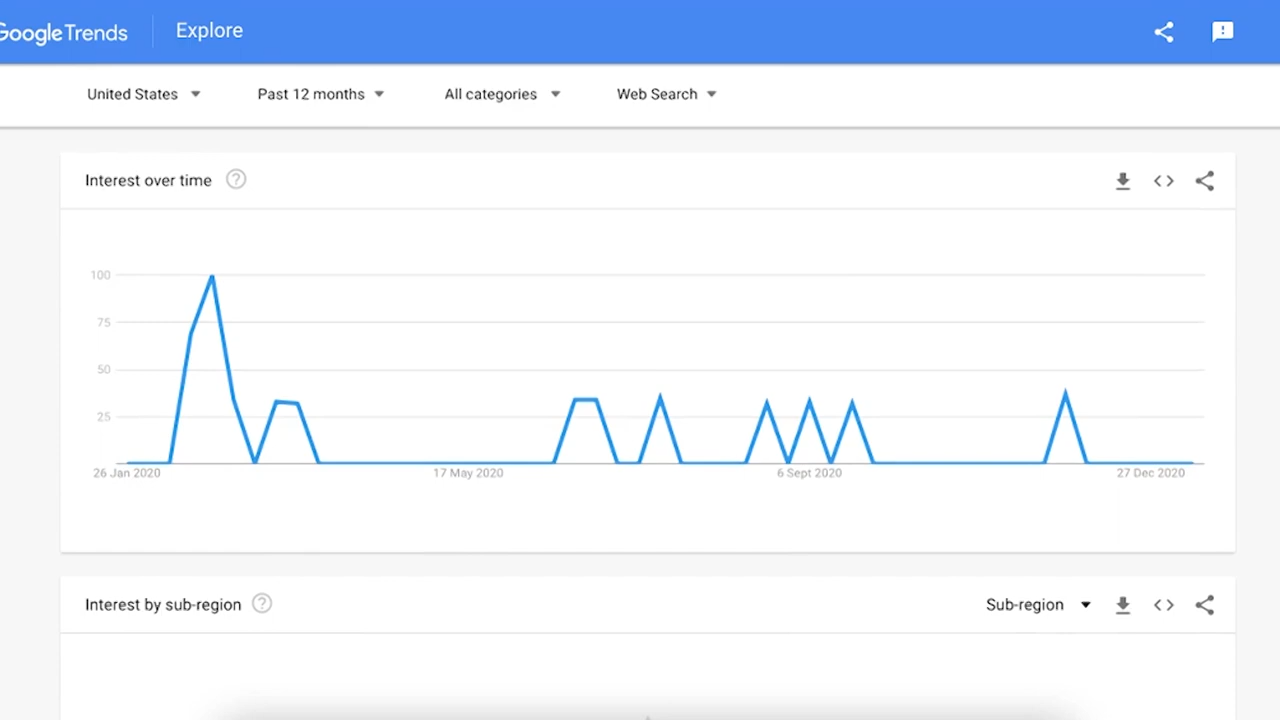 Google Trends Explore
United States Past 12 months All categories Web Search
Interest over time ?
100
75
50
25
26 Jan 2020 17 May 2020 6 Sept 2020 27 Dec 2020
Interest by sub-region ? Sub-region